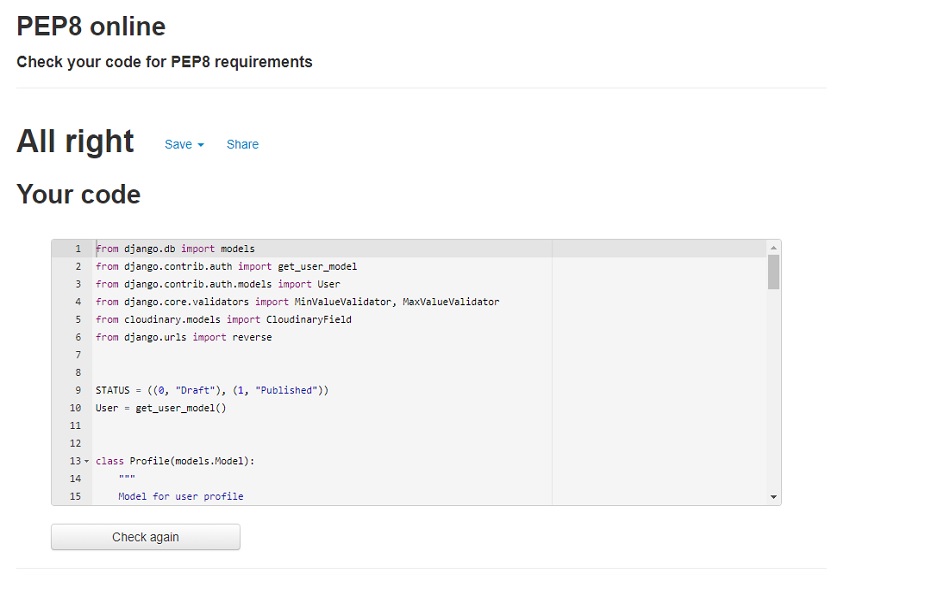 PEP8 online
Check your code for PEP8 requirements
All right Save Share
Your code
1 from django.db import models
2 from django.contrib.auth import get_user_model
3 from django.contrib.auth.models import User
4 from django.core.validators import MinValueValidator, MaxValueValidator
5 from cloudinary.models import CloudinaryField
6 from django.urls import reverse
7
8
9 STATUS = ((0, "Draft"), (1, "Published"))
10 User = get_user_model()
11
12
13 class Profile(models.Model):
14     """
15     Model for user profile
Check again